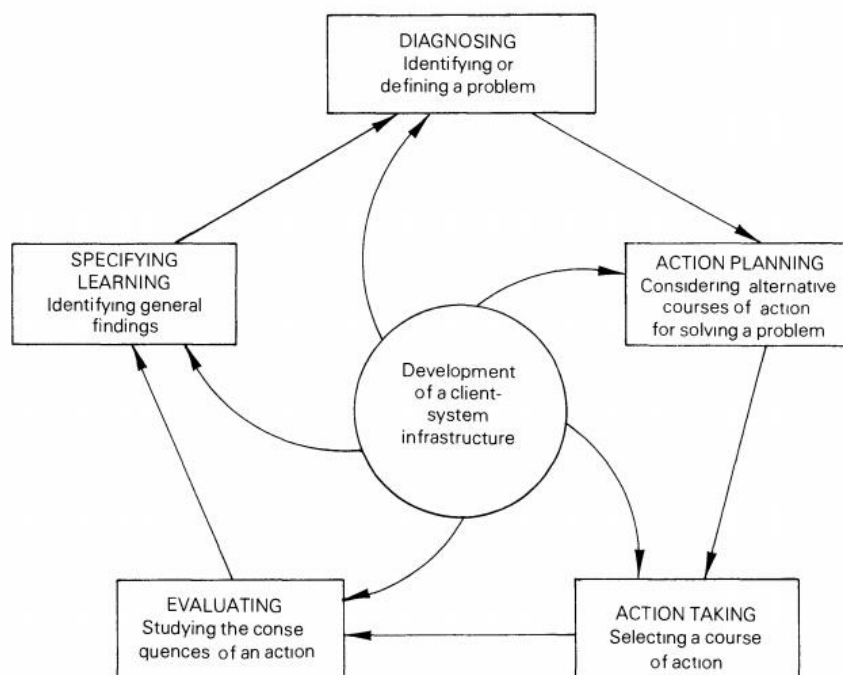 DIAGNOSING
Identifying or
defining a problem
ACTION PLANNING
Considering alternative
courses of action
for solving a problem
SPECIFYING
LEARNING
Identifying general
findings
Development
of a client-
system
infrastructure
EVALUATING
Studying the conse
quences of an action
ACTION TAKING
Selecting a course
of action